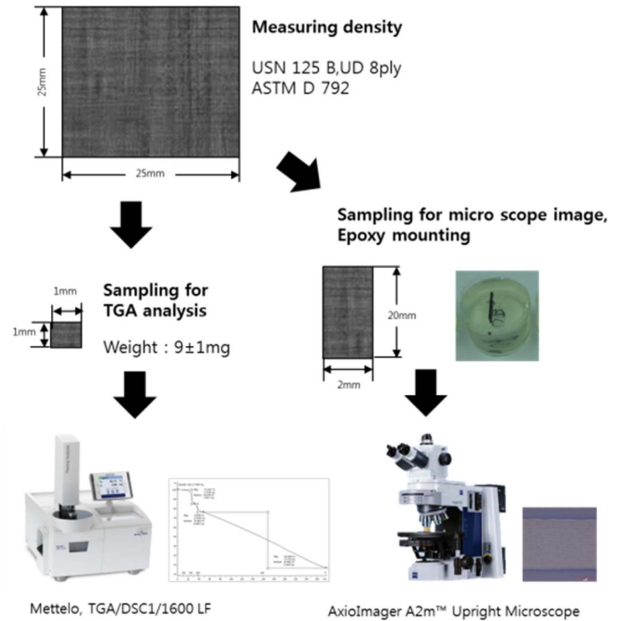 Measuring density
USN 125 B,UD 8ply
ASTM D 792
25mm
25mm
Sampling for micro scope image,
Epoxy mounting
1mm
1mm
Sampling for
TGA analysis
Weight : 9±1mg
20mm
2mm
Mettelo, TGA/DSC1/1600 LF
AxioImager A2m™ Upright Microscope